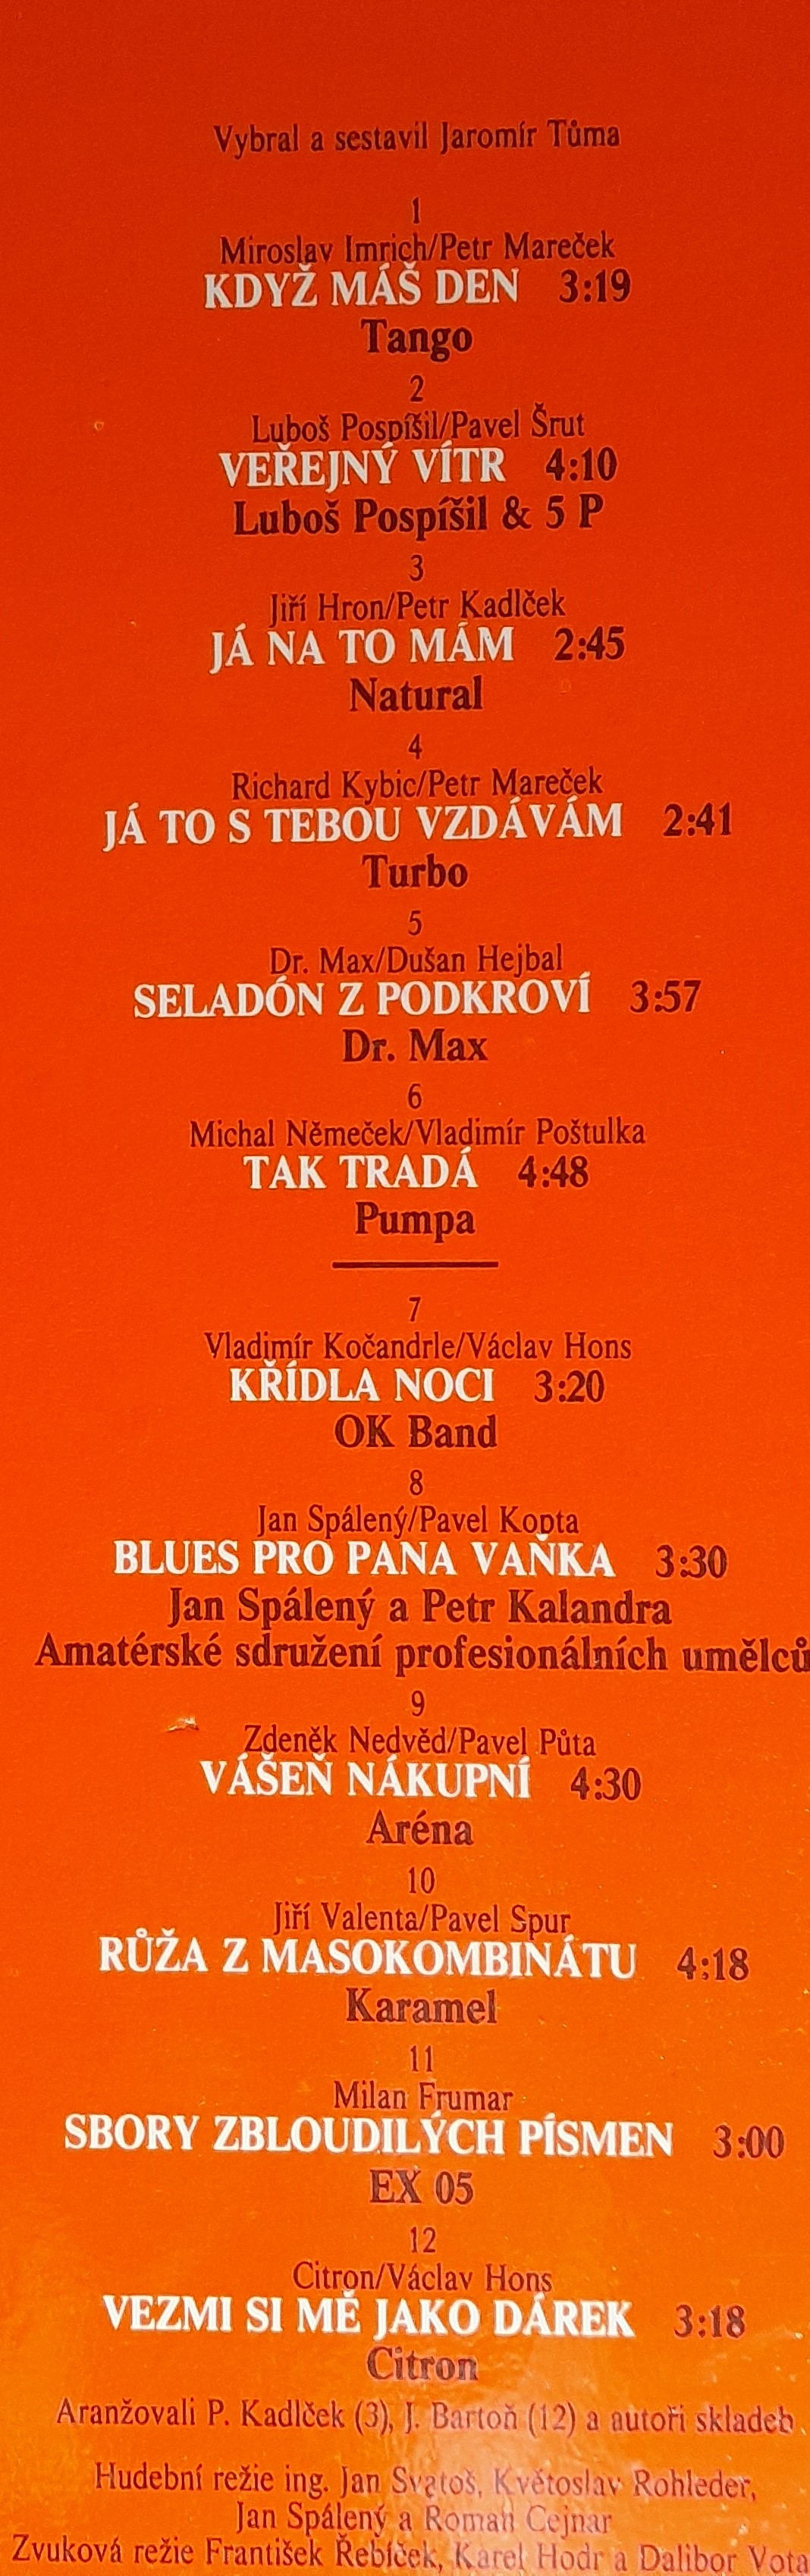 Vybral a sestavil Jaromír Tůma
1
Miroslav Imrich/Petr Mareček
KDYŽ MÁŠ DEN 3:19
Tango
2
Luboš Pospíšil/Pavel Šrut
VEŘEJNÝ VÍTR 4:10
Luboš Pospíšil & 5 P
3
Jiří Hron/Petr Kadlček
JÁ NA TO MÁM 2:45
Natural
4
Richard Kybic/Petr Mareček
JÁ TO S TEBOU VZDÁVÁM 2:41
Turbo
5
Dr. Max/Dušan Hejbal
SELADÓN Z PODKROVÍ 3:57
Dr. Max
6
Michal Němeček/Vladimír Poštulka
TAK TRADÁ 4:48
Pumpa
7
Vladimír Kočandrle/Václav Hons
KŘÍDLA NOCI 3:20
OK Band
8
Jan Spálený/Pavel Kopta
BLUES PRO PANA VAŇKA 3:30
Jan Spálený a Petr Kalandra
Amatérské sdružení profesionálních umělců
9
Zdeněk Nedvěd/Pavel Půta
VÁŠEŇ NÁKUPNÍ 4:30
Aréna
10
Jiří Valenta/Pavel Spur
RŮŽA Z MASOKOMBINÁTU 4:18
Karamel
11
Milan Frumar
SBORY ZBLOUDILÝCH PÍSMEN 3:00
EX 05
12
Citron/Václav Hons
VEZMI SI MĚ JAKO DÁREK 3:18
Citron
Aranžovali P. Kadlček (3), J. Bartoň (12) a autoři skladeb
Hudební režie ing. Jan Svatoš, Květoslav Rohleder,
Jan Spálený a Roman Cejnar
Zvuková režie František Řebíček, Karel Hodr a Dalibor